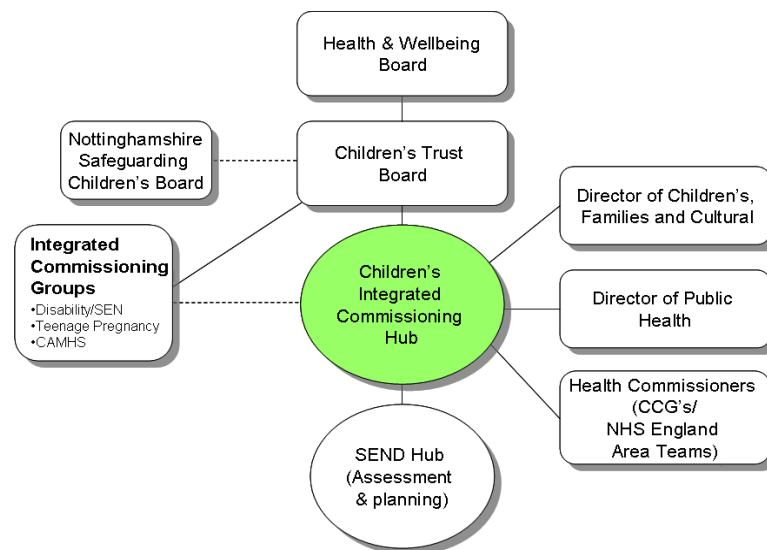 Health & Wellbeing
Board
Nottinghamshire
Safeguarding
Children's Board
Children's Trust
Board
Director of Children's,
Families and Cultural
Integrated
Commissioning
Groups
•Disability/SEN
•Teenage Pregnancy
•CAMHS
Children's
Integrated
Commissioning
Hub
Director of Public
Health
Health Commissioners
(CCG's/
NHS England
Area Teams)
SEND Hub
(Assessment
& planning)